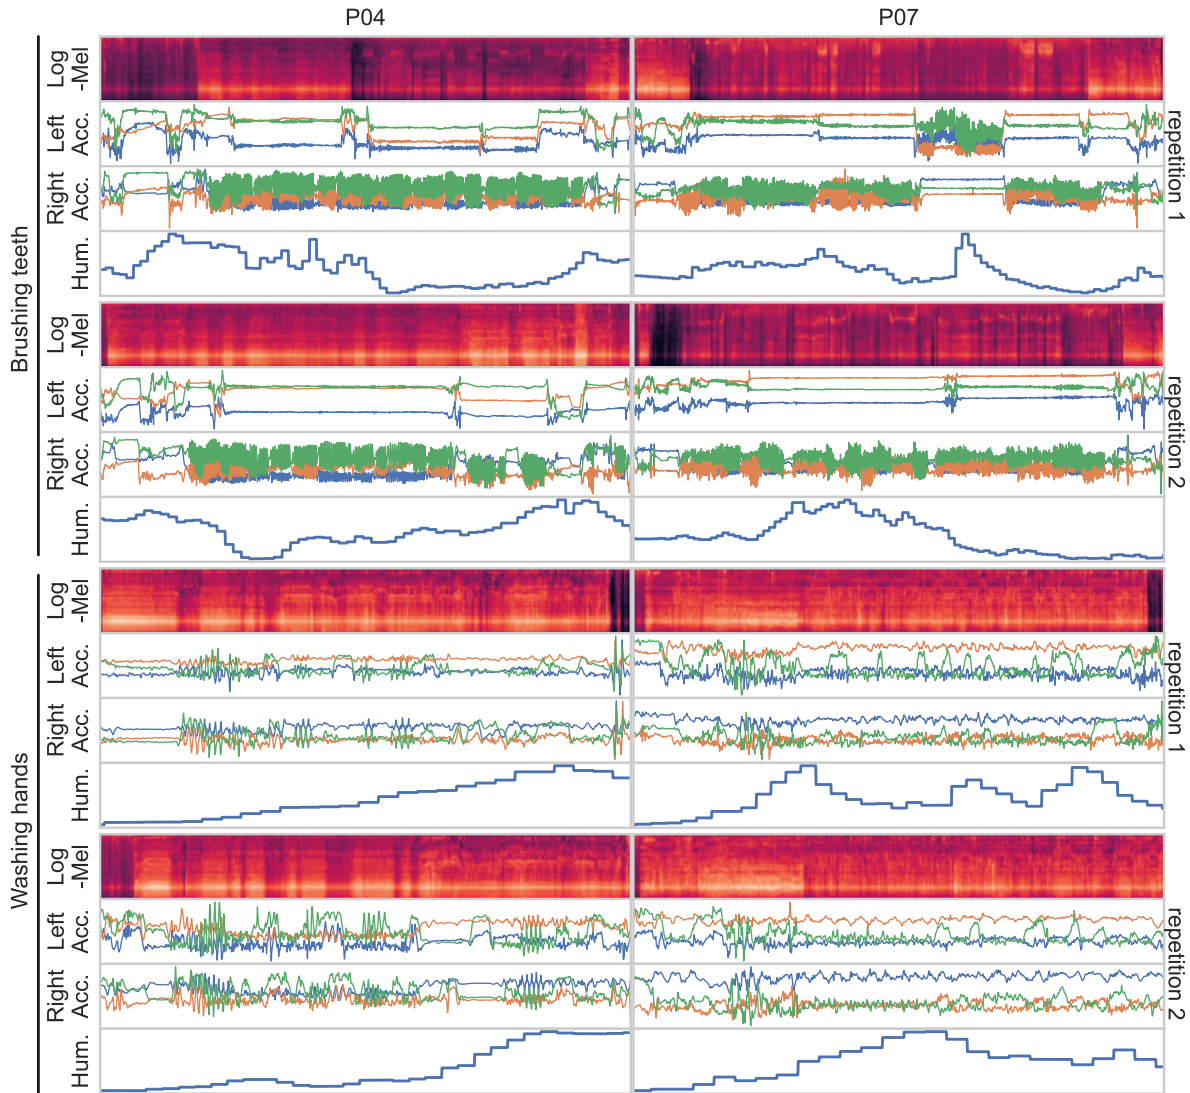 P04
P07
Brushing teeth
Log
-Mel
Left
Acc.
Right
Acc.
Hum.
repetition 1
Log
-Mel
Left
Acc.
Right
Acc.
Hum.
repetition 2
Washing hands
Log
-Mel
Left
Acc.
Right
Acc.
Hum.
repetition 1
Log
-Mel
Left
Acc.
Right
Acc.
Hum.
repetition 2